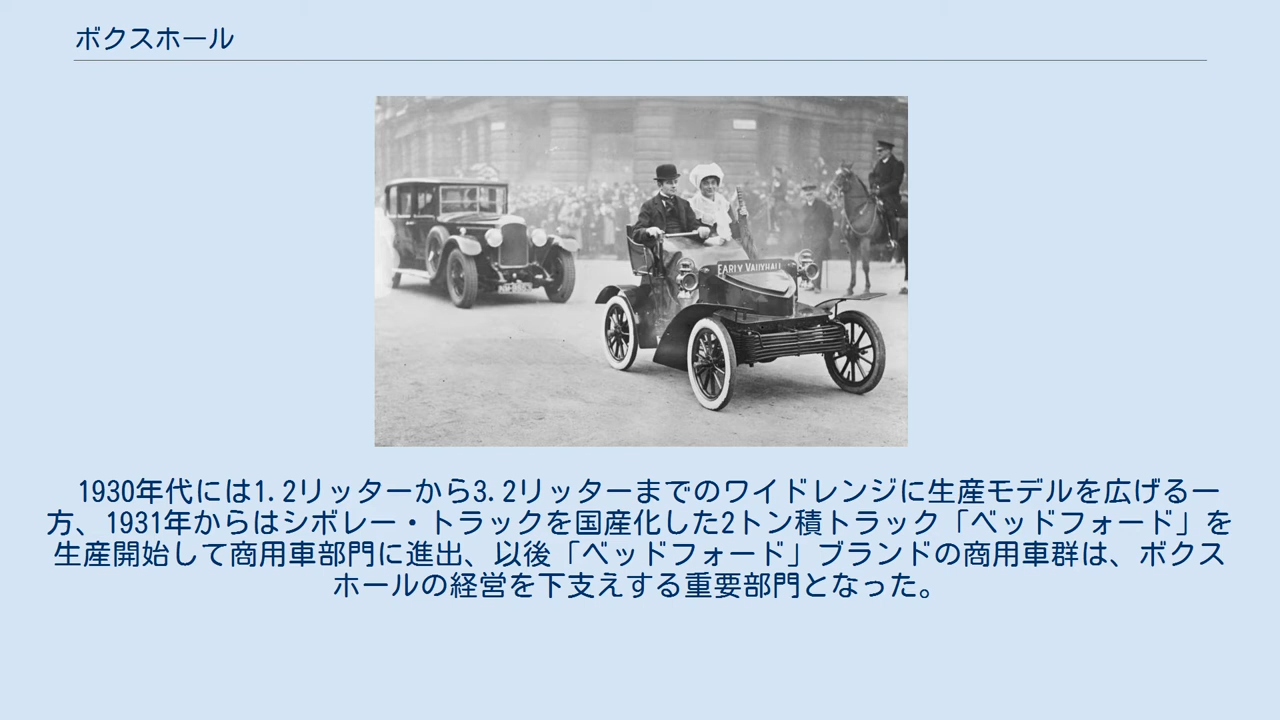 ボクスホール
EARLY VAUXHALL
1930年代には1.2リッターから3.2リッターまでのワイドレンジに生産モデルを広げる一
方、1931年からはシボレー・トラックを国産化した2トン積トラック「ベッドフォード」を
生産開始して商用車部門に進出、以後「ベッドフォード」ブランドの商用車群は、ボクス
ホールの経営を下支えする重要部門となった。